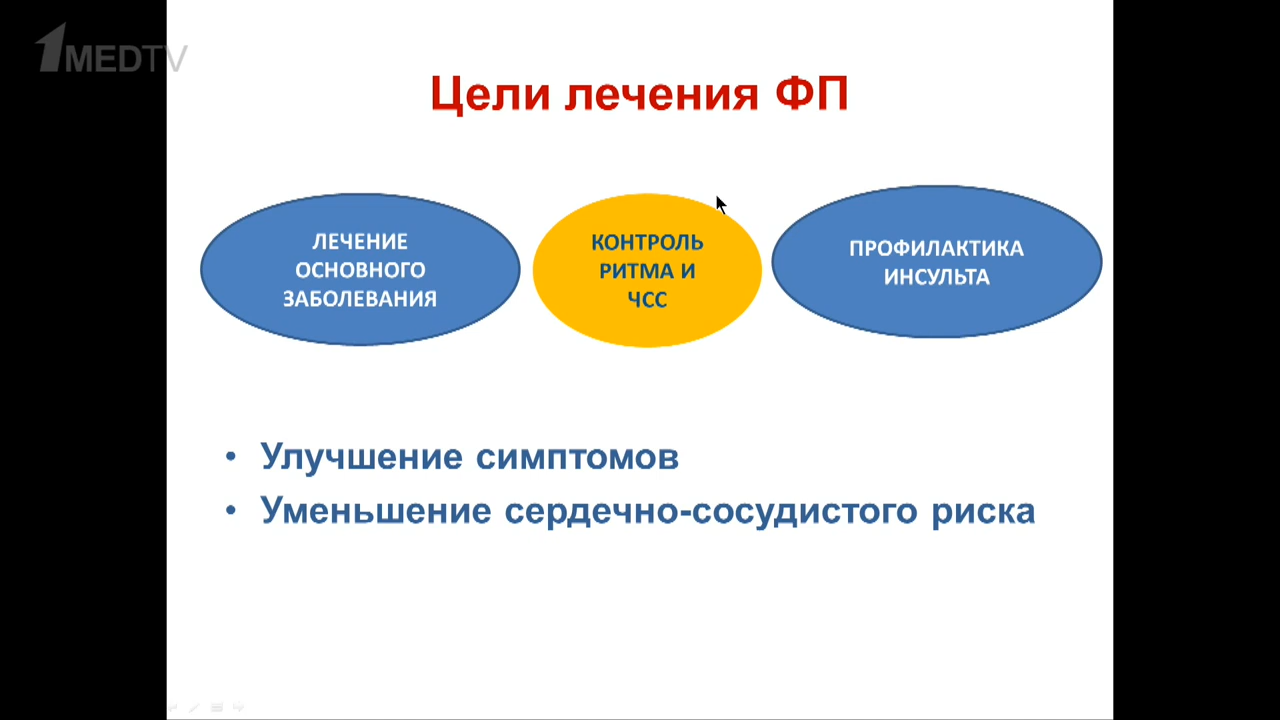 1MEDTV
Цели лечения ФП
ЛЕЧЕНИЕ
ОСНОВНОГО
ЗАБОЛЕВАНИЯ
КОНТРОЛЬ
РИТМА И
ЧСС
ПРОФИЛАКТИКА
ИНСУЛЬТА
• Улучшение симптомов
• Уменьшение сердечно-сосудистого риска